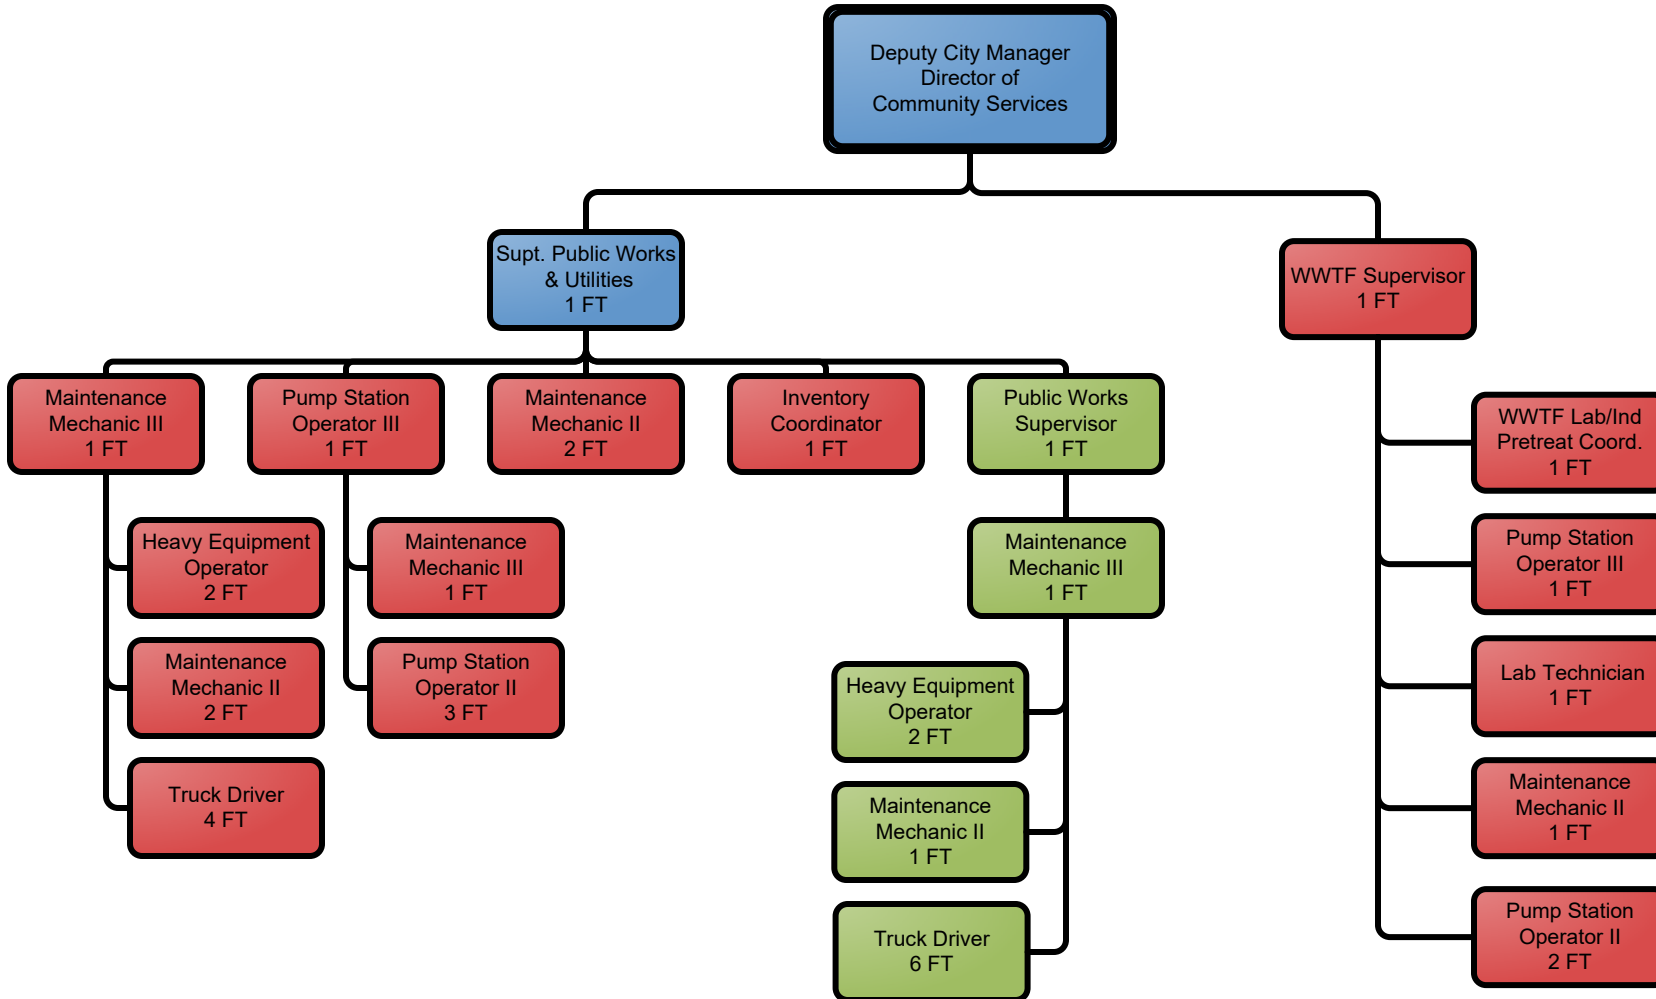 Deputy City Manager
Director of
Community Services
Supt. Public Works
& Utilities
1 FT
WWTF Supervisor
1 FT
Maintenance
Mechanic III
1 FT
Pump Station
Operator III
1 FT
Maintenance
Mechanic II
2 FT
Inventory
Coordinator
1 FT
Public Works
Supervisor
1 FT
Heavy Equipment
Operator
2 FT
Maintenance
Mechanic II
2 FT
Truck Driver
4 FT
Maintenance
Mechanic III
1 FT
Pump Station
Operator II
3 FT
Maintenance
Mechanic III
1 FT
Heavy Equipment
Operator
2 FT
Maintenance
Mechanic II
1 FT
Truck Driver
6 FT
WWTF Lab/Ind
Pretreat Coord.
1 FT
Pump Station
Operator III
1 FT
Lab Technician
1 FT
Maintenance
Mechanic II
1 FT
Pump Station
Operator II
2 FT